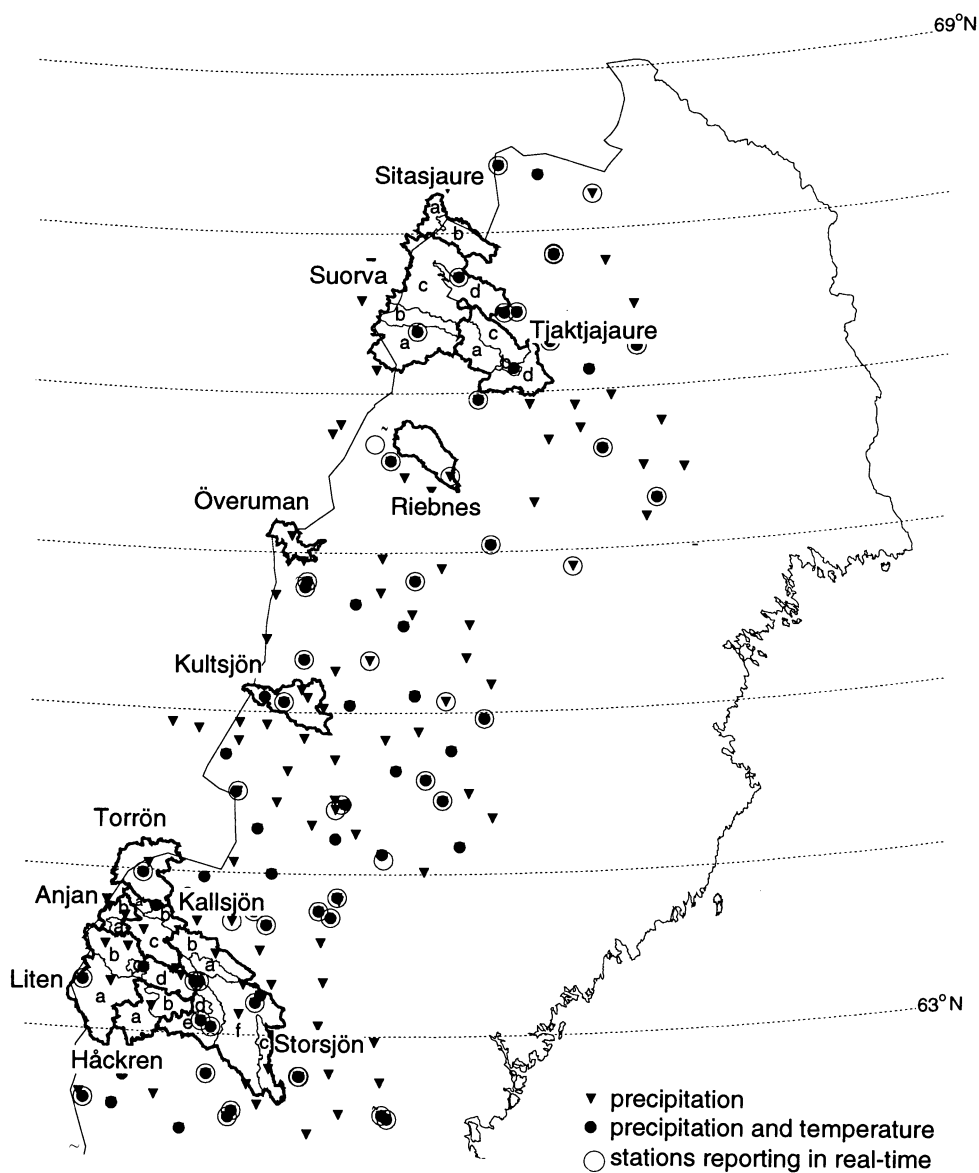 69°N
Sitasjaure
a
b
Suorva
c
d
b
a
Tjaktjajaure
c
a
b
d
Riebnes
Överuman
Kultsjön
Torrön
Anjan
Kallsjön
b
a
b
a
c
b
b
a
Liten
c
d
a
b
d
a
e
f
63°N
c
Storsjön
Håckren
precipitation
precipitation and temperature
stations reporting in real-time